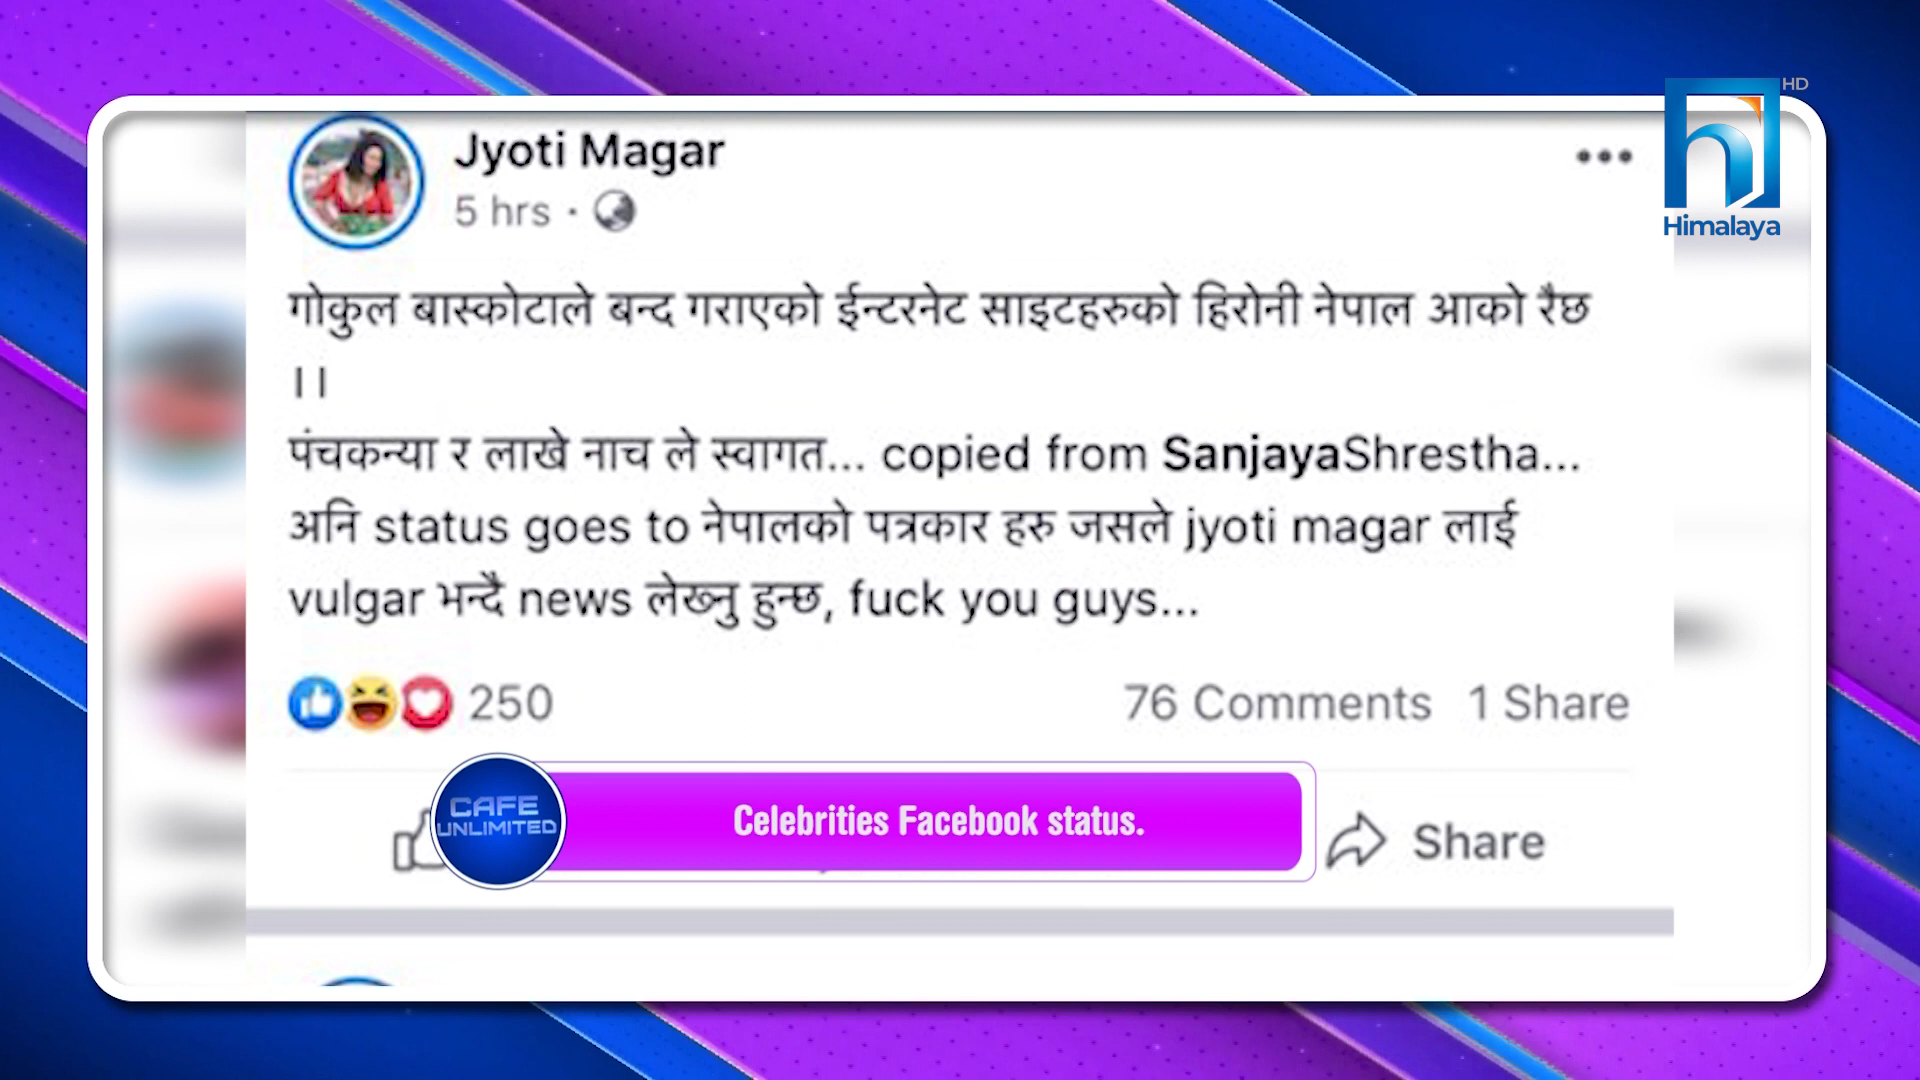 HD
Himalaya
Jyoti Magar
5 hrs ·
गोकुल बास्कोटाले बन्द गराएको ईन्टरनेट साइटहरुको हिरोनी नेपाल आको रैछ
।।
पंचकन्या र लाखे नाच ले स्वागत... copied from SanjayaShrestha...
अनि status goes to नेपालको पत्रकार हरु जसले jyoti magar लाई
vulgar भन्दै news लेख्नु हुन्छ, fuck you guys...
250 76 Comments 1 Share
CAFE
UNLIMITED
Celebrities Facebook status.
Share